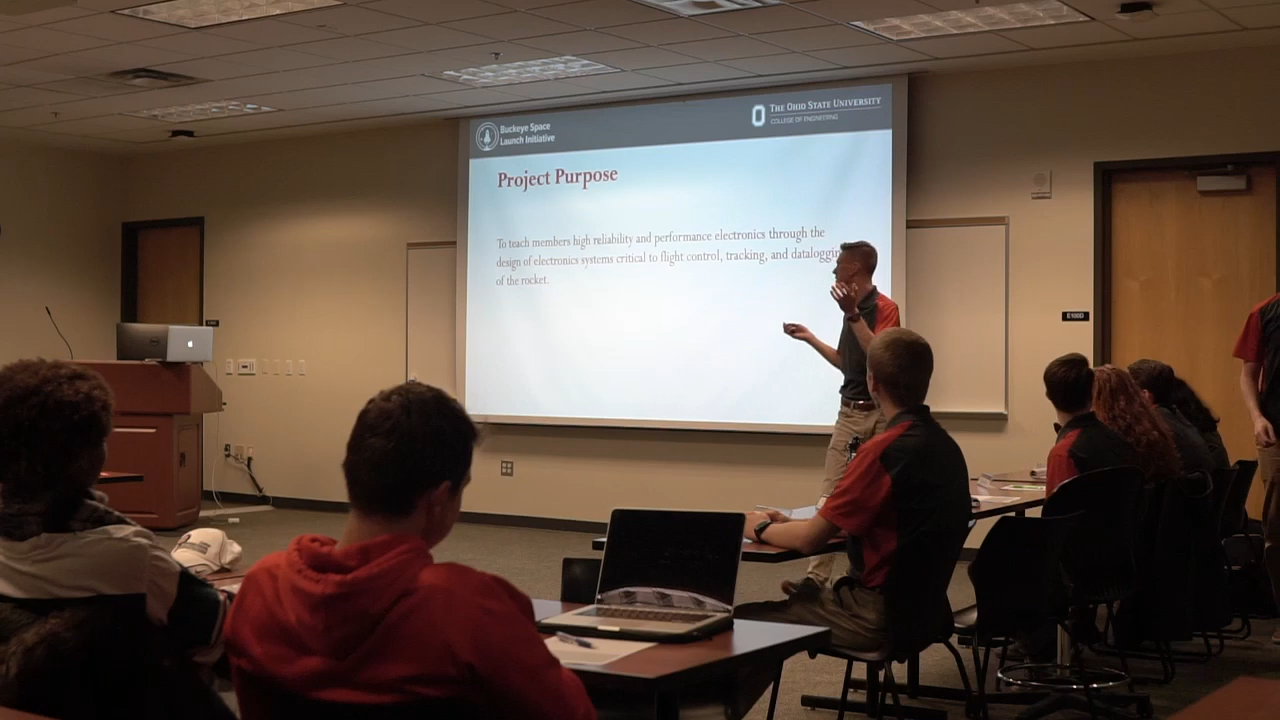 Buckeye Space
Launch Initiative
THE OHIO STATE UNIVERSITY
COLLEGE OF ENGINEERING
Project Purpose
To teach members high reliability and performance electronics through the
design of electronics systems critical to flight control, tracking, and datalogging
of the rocket.
E100D